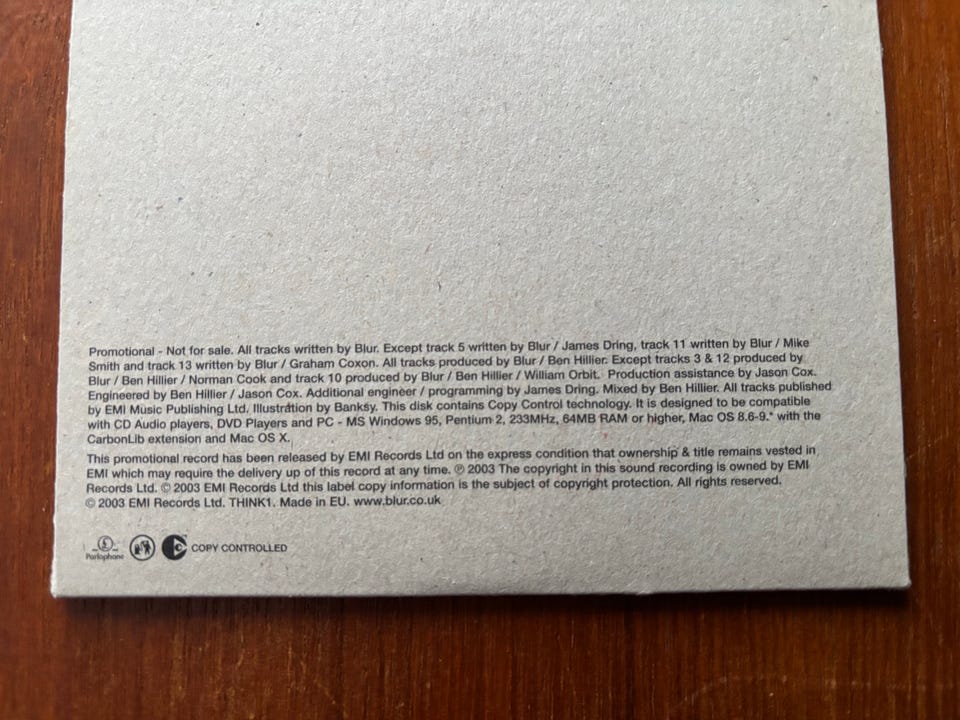 Promotional - Not for sale. All tracks written by Blur. Except track 5 written by Blur / James Dring, track 11 written by Blur / Mike
Smith and track 13 written by Blur / Graham Coxon. All tracks produced by Blur / Ben Hillier. Except tracks 3 & 12 produced by
Blur / Ben Hillier / Norman Cook and track 10 produced by Blur / Ben Hillier / William Orbit. Production assistance by Jason Cox.
Engineered by Ben Hillier / Jason Cox. Additional engineer / programming by James Dring. Mixed by Ben Hillier. All tracks published
by EMI Music Publishing Ltd. Illustration by Banksy. This disk contains Copy Control technology. It is designed to be compatible
with CD Audio players, DVD Players and PC - MS Windows 95, Pentium 2, 233MHz, 64MB RAM or higher, Mac OS 8.6-9.* with the
CarbonLib extension and Mac OS X.
This promotional record has been released by EMI Records Ltd on the express condition that ownership & title remains vested in
EMI which may require the delivery up of this record at any time. ℗ 2003 The copyright in this sound recording is owned by EMI
Records Ltd. © 2003 EMI Records Ltd this label copy information is the subject of copyright protection. All rights reserved.
© 2003 EMI Records Ltd. THINK1. Made in EU. www.blur.co.uk
£
Parlophone
COPY CONTROLLED